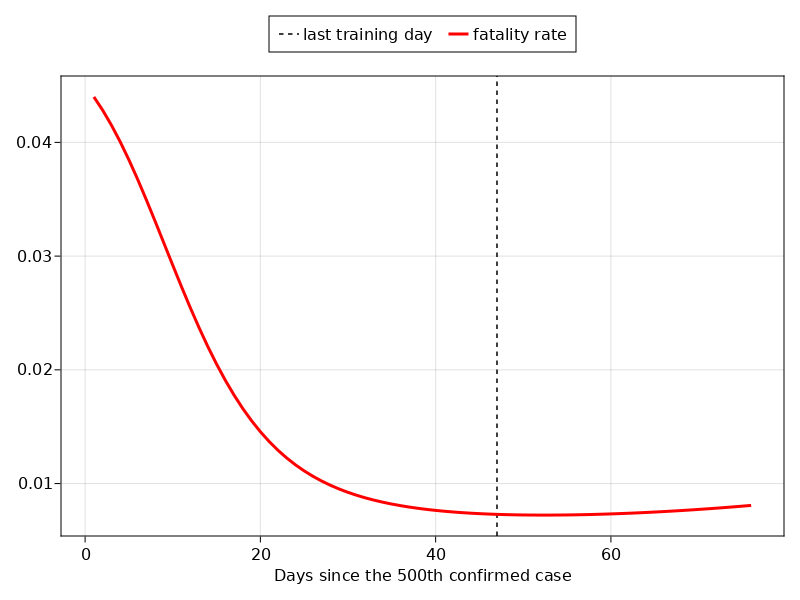 last training day fatality rate
0.04
0.03
0.02
0.01
0 20 40 60
Days since the 500th confirmed case